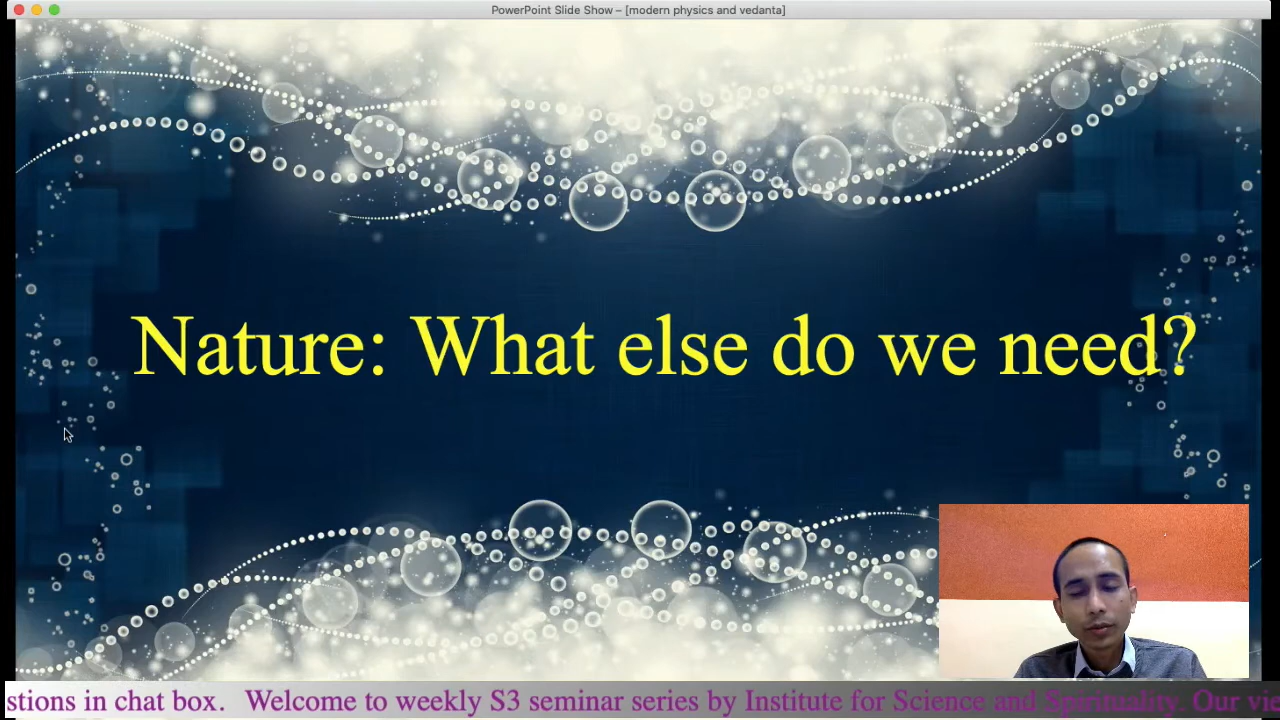 PowerPoint Slide Show – [modern physics and vedanta]
Nature: What else do we need?
stions in chat box. Welcome to weekly S3 seminar series by Institute for Science and Spirituality. Our vie